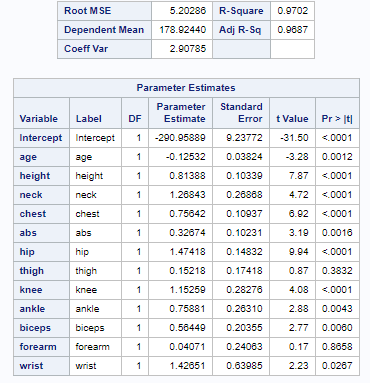 Root MSE 5.20286 R-Square 0.9702
Dependent Mean 178.92440 Adj R-Sq 0.9687
Coeff Var 2.90785
Parameter Estimates
Variable Label DF Parameter Estimate Standard Error t Value Pr > |t|
Intercept Intercept 1 -290.95889 9.23772 -31.50 <.0001
age age 1 -0.12532 0.03824 -3.28 0.0012
height height 1 0.81388 0.10339 7.87 <.0001
neck neck 1 1.26843 0.26868 4.72 <.0001
chest chest 1 0.75642 0.10937 6.92 <.0001
abs abs 1 0.32674 0.10231 3.19 0.0016
hip hip 1 1.47418 0.14832 9.94 <.0001
thigh thigh 1 0.15218 0.17418 0.87 0.3832
knee knee 1 1.15259 0.28276 4.08 <.0001
ankle ankle 1 0.75881 0.26310 2.88 0.0043
biceps biceps 1 0.56449 0.20355 2.77 0.0060
forearm forearm 1 0.04071 0.24063 0.17 0.8658
wrist wrist 1 1.42651 0.63985 2.23 0.0267